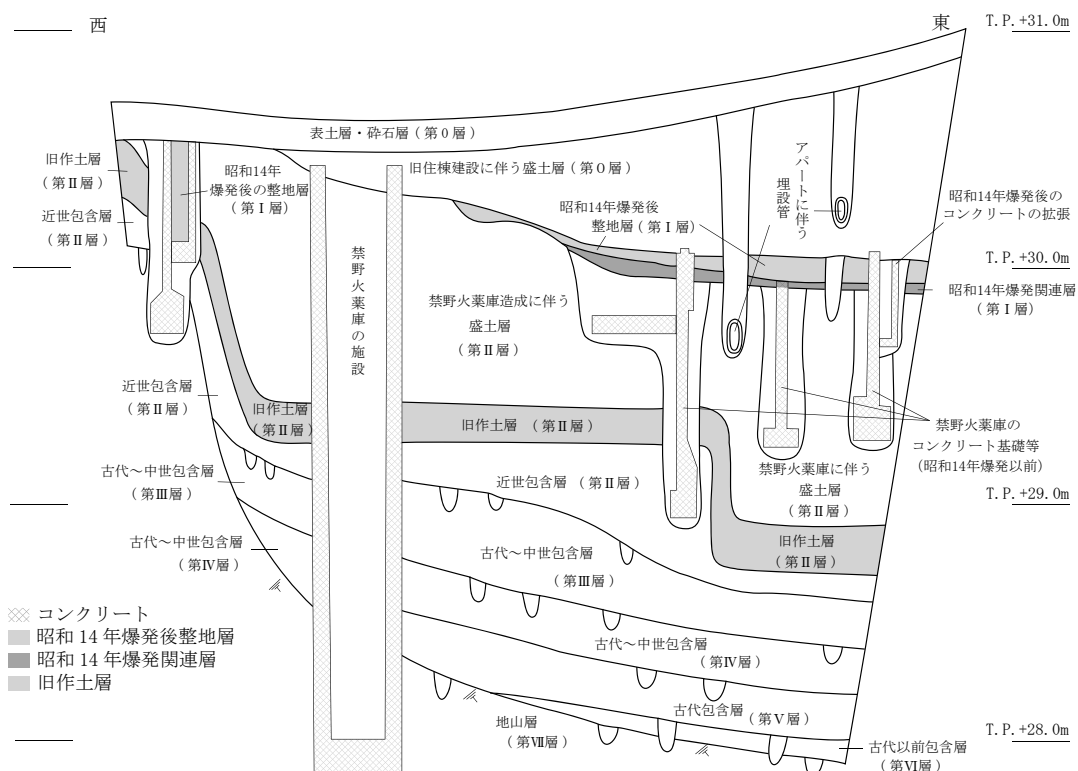 西
東
T.P.+31.0m
表土層・砕石層(第0層)
旧作土層
(第Ⅱ層)
昭和14年
爆発後の整地層
(第Ⅰ層)
旧住棟建設に伴う盛土層(第0層)
アパートに伴う
埋設管
昭和14年爆発後の
コンクリートの拡張
近世包含層
(第Ⅱ層)
昭和14年爆発後
整地層(第Ⅰ層)
T.P.+30.0m
禁野火薬庫の施設
禁野火薬庫造成に伴う
盛土層
(第Ⅱ層)
昭和14年爆発関連層
(第Ⅰ層)
近世包含層
(第Ⅱ層)
旧作土層
(第Ⅱ層)
旧作土層 (第Ⅱ層)
禁野火薬庫の
コンクリート基礎等
(昭和14年爆発以前)
古代〜中世包含層
(第Ⅲ層)
近世包含層(第Ⅱ層)
禁野火薬庫に伴う
盛土層
(第Ⅱ層)
T.P.+29.0m
古代〜中世包含層
(第Ⅳ層)
古代〜中世包含層
(第Ⅲ層)
旧作土層
(第Ⅱ層)
コンクリート
昭和14年爆発後整地層
昭和14年爆発関連層
旧作土層
古代〜中世包含層
(第Ⅳ層)
古代包含層(第Ⅴ層)
地山層
(第Ⅶ層)
T.P.+28.0m
古代以前包含層
(第Ⅵ層)